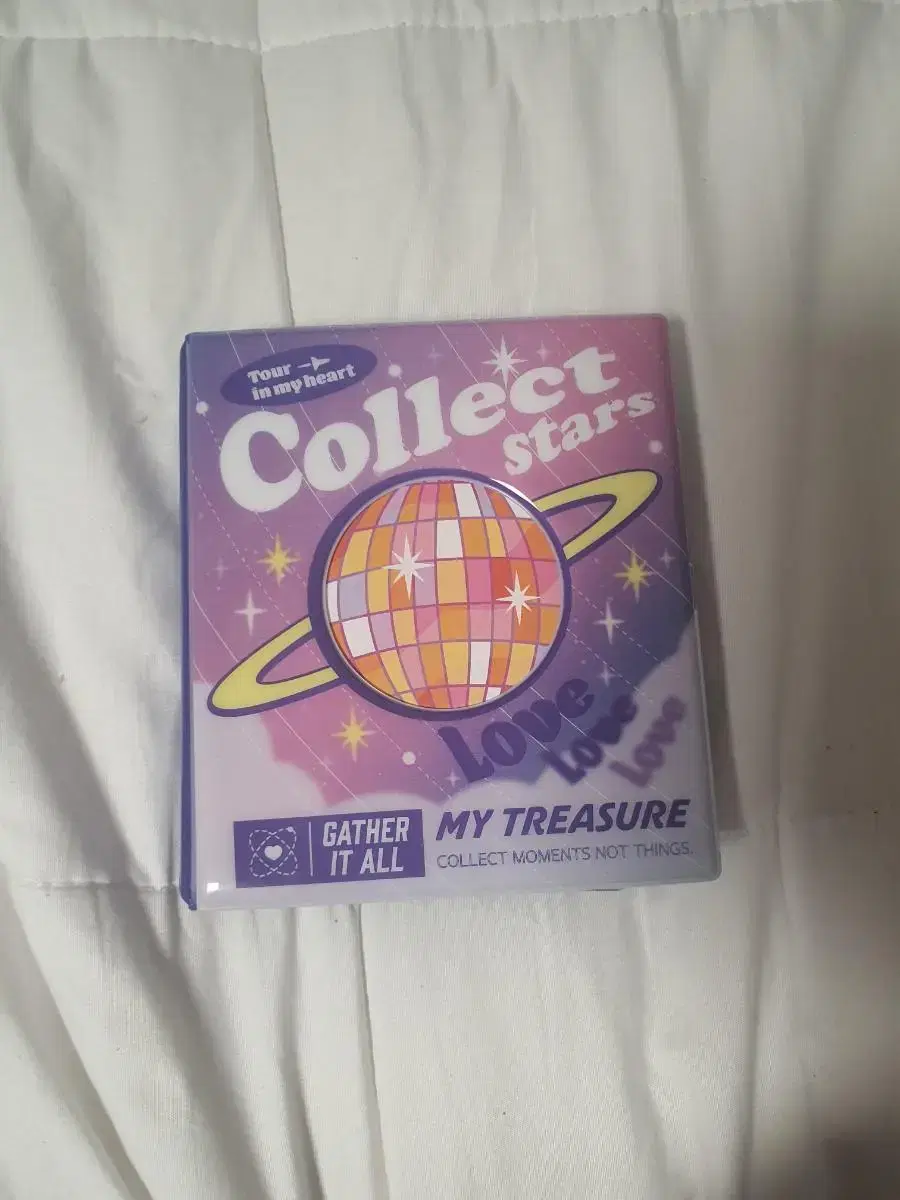 Tour
in my heart
Collect
stars
Love
Love
Love
GATHER
IT ALL
MY TREASURE
COLLECT MOMENTS NOT THINGS.